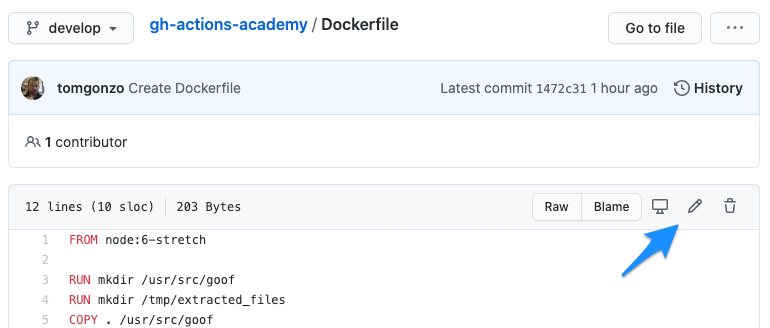 develop gh-actions-academy / Dockerfile Go to file ...
tomgonzo Create Dockerfile Latest commit 1472c31 1 hour ago History
1 contributor
12 lines (10 sloc) 203 Bytes Raw Blame
1 FROM node:6-stretch
2
3 RUN mkdir /usr/src/goof
4 RUN mkdir /tmp/extracted_files
5 COPY . /usr/src/goof